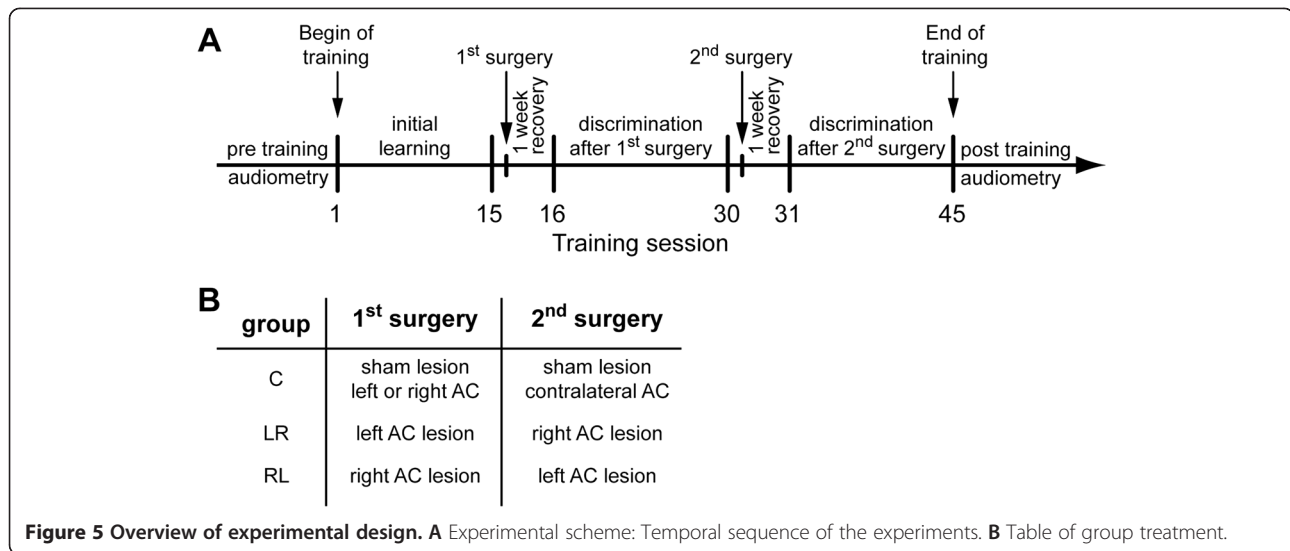 A
Begin of
training
1st surgery
2nd surgery
End of
training
pre training
audiometry
initial
learning
1 week
recovery
discrimination
after 1st surgery
1 week
recovery
discrimination
after 2nd surgery
post training
audiometry
1 15 16 30 31 45
Training session
B
group 1st surgery 2nd surgery
C sham lesion sham lesion
left or right AC contralateral AC
LR left AC lesion right AC lesion
RL right AC lesion left AC lesion
Figure 5 Overview of experimental design. A Experimental scheme: Temporal sequence of the experiments. B Table of group treatment.